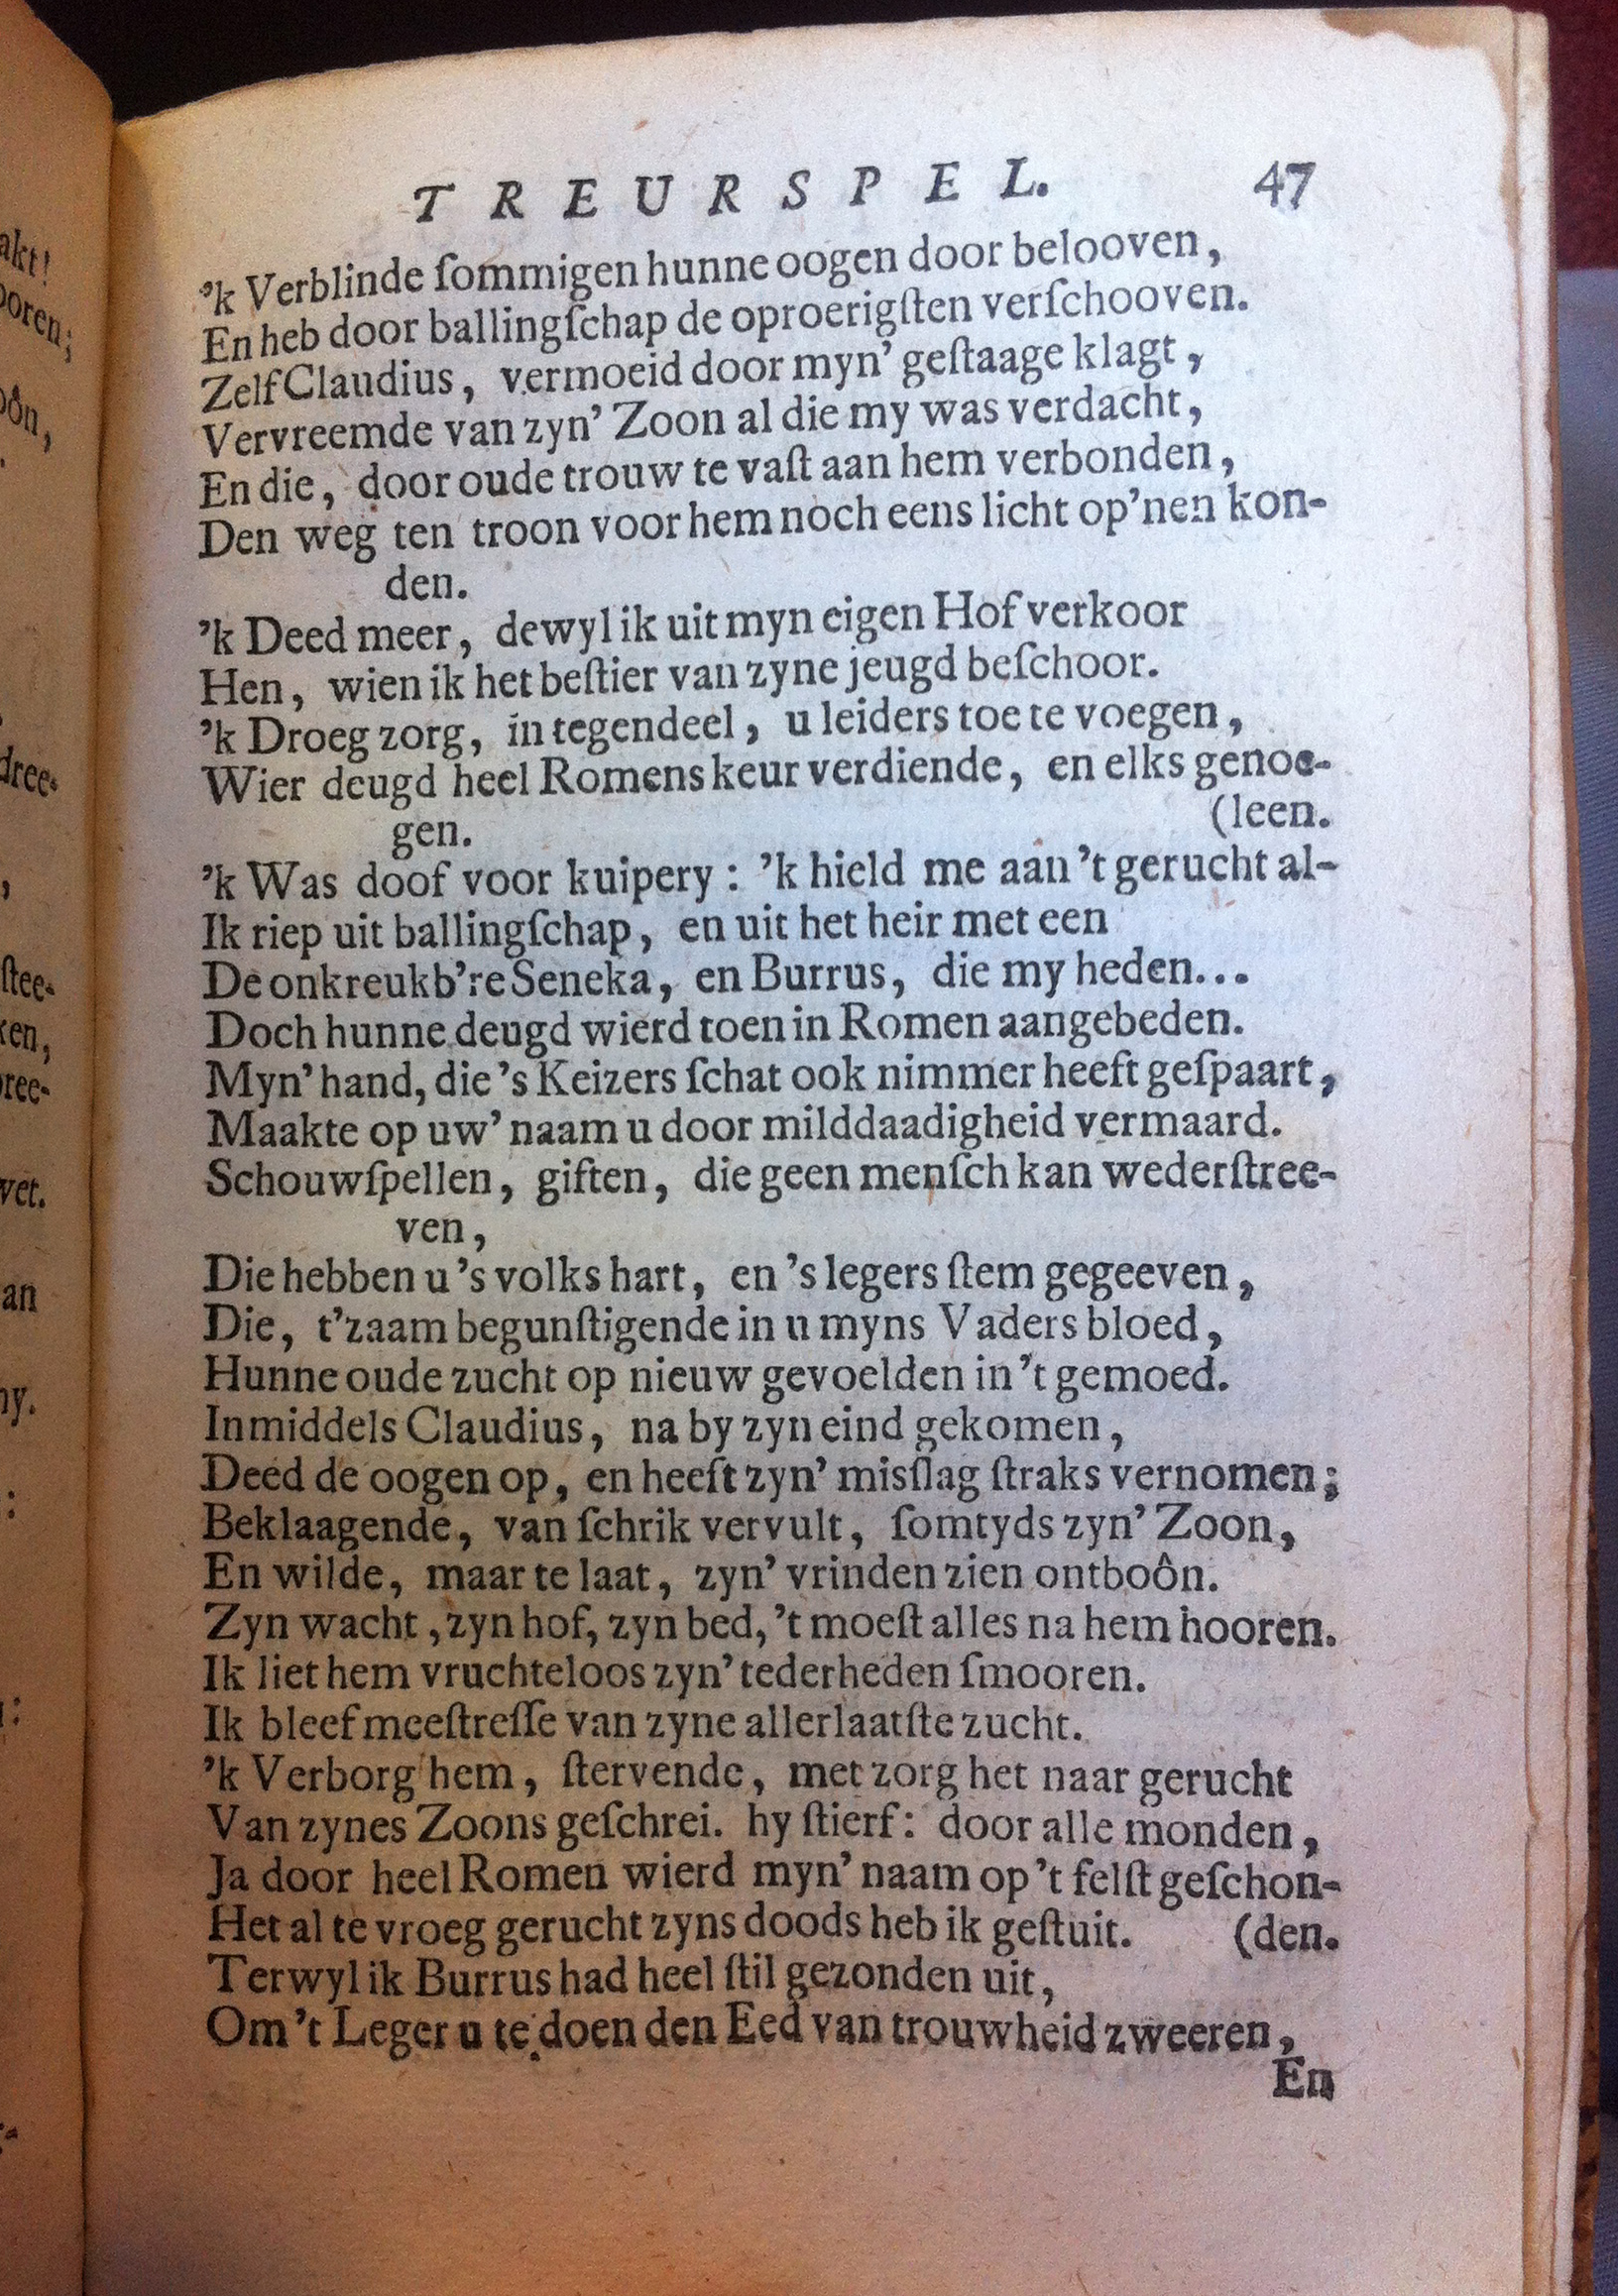 TREURSPEL. 47
’k Verblinde ſommigen hunne oogen door belooven,
En heb door ballingſchap de oproerigſten verſchooven.
Zelf Claudius, vermoeid door myn’ geſtaage klagt,
Vervreemde van zyn’ Zoon al die my was verdacht,
En die, door oude trouw te vaſt aan hem verbonden,
Den weg ten troon voor hem noch eens licht op’nen kon-
den.
’k Deed meer, dewyl ik uit myn eigen Hof verkoor
Hen, wien ik het beſtier van zyne jeugd beſchoor.
’k Droeg zorg, in tegendeel, u leiders toe te voegen,
Wier deugd heel Romens keur verdiende, en elks genoe-
gen. (leen.
’k Was doof voor kuipery: ’k hield me aan ’t gerucht al-
Ik riep uit ballingſchap, en uit het heir met een
De onkreukb’re Seneka, en Burrus, die my heden...
Doch hunne deugd wierd toen in Romen aangebeden.
Myn’ hand, die ’s Keizers ſchat ook nimmer heeft geſpaart,
Maakte op uw’ naam u door milddaadigheid vermaard.
Schouwſpellen, giften, die geen menſch kan wederſtree-
ven,
Die hebben u ’s volks hart, en ’s legers ſtem gegeeven,
Die, t’zaam begunſtigende in u myns Vaders bloed,
Hunne oude zucht op nieuw gevoelden in ’t gemoed.
Inmiddels Claudius, na by zyn eind gekomen,
Deed de oogen op, en heeft zyn’ misſlag ſtraks vernomen;
Beklaagende, van ſchrik vervult, ſomtyds zyn’ Zoon,
En wilde, maar te laat, zyn’ vrinden zien ontboôn.
Zyn wacht, zyn hof, zyn bed, ’t moeſt alles na hem hooren.
Ik liet hem vruchteloos zyn’ tederheden ſmooren.
Ik bleef meeſtreſſe van zyne allerlaatſte zucht.
’k Verborg hem, ſtervende, met zorg het naar gerucht
Van zynes Zoons geſchrei. hy ſtierf: door alle monden,
Ja door heel Romen wierd myn’ naam op ’t felſt geſchon-
Het al te vroeg gerucht zyns doods heb ik geſtuit. (den.
Terwyl ik Burrus had heel ſtil gezonden uit,
Om ’t Leger u te doen den Eed van trouwheid zweeren,
En
akt!
ooren;
oôn,
dree-
ſtee-
ken,
ree-
vet.
an
ny.
: